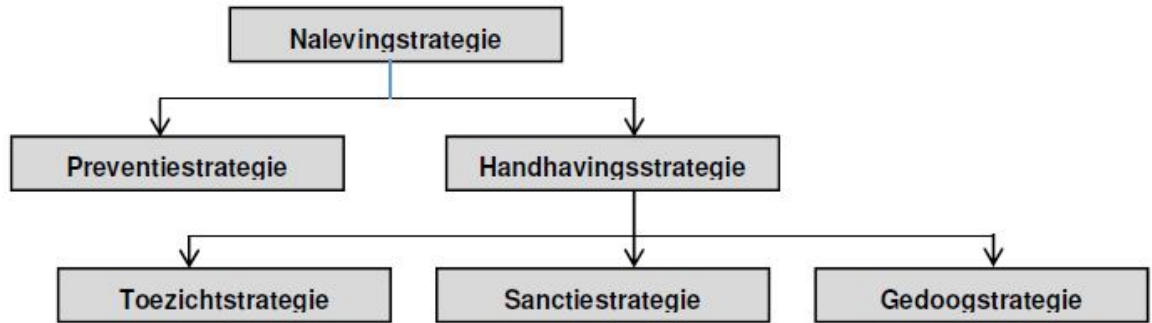 Nalevingstrategie
Preventiestrategie
Handhavingsstrategie
Toezichtstrategie
Sanctiestrategie
Gedoogstrategie